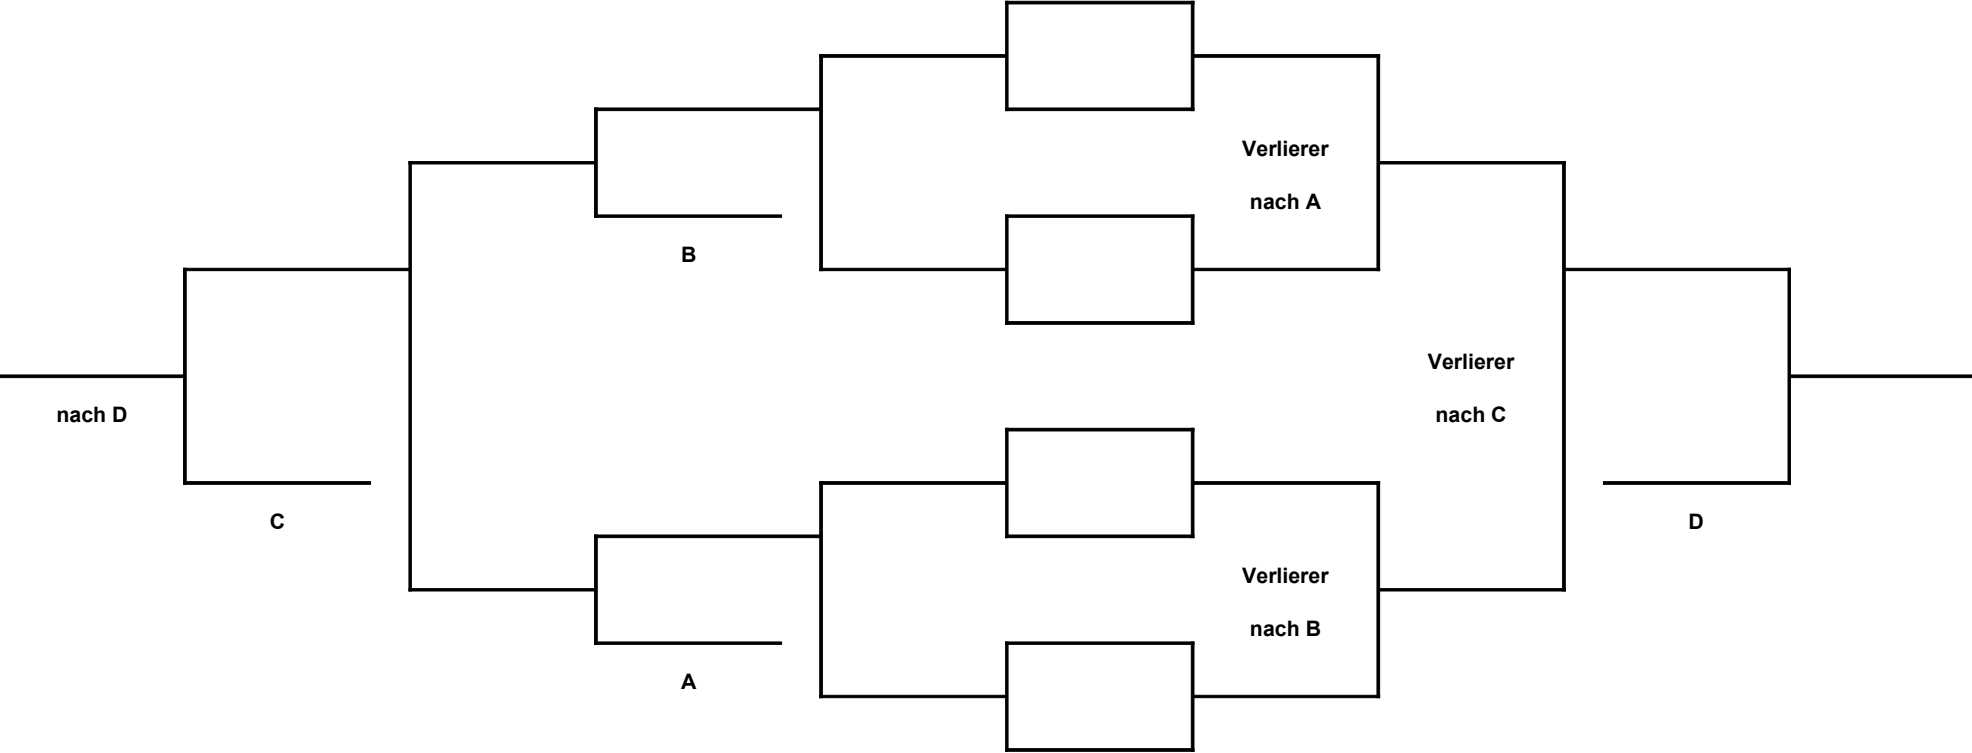 Verlierer
nach A
B
Verlierer
nach C
nach D
C
D
Verlierer
nach B
A